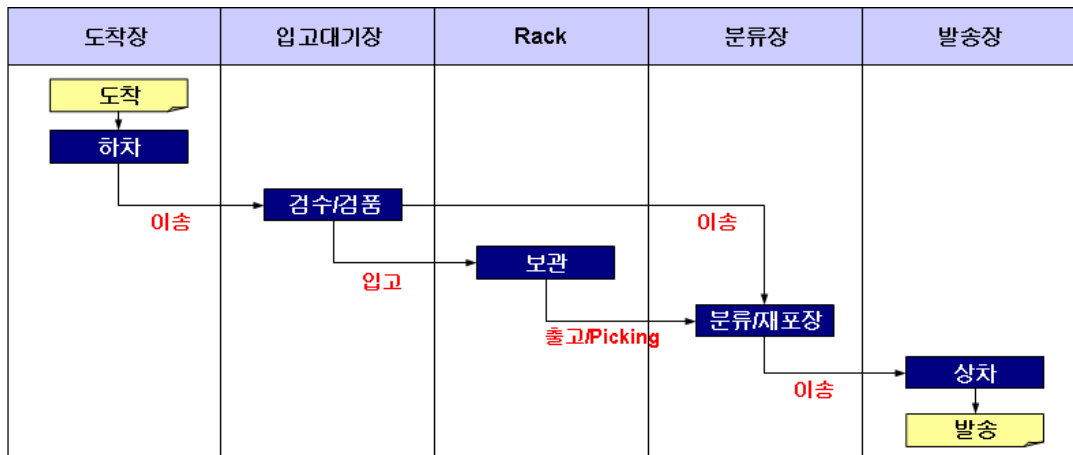 도착장
입고대기장
Rack
분류장
발송장
도착
하차
이송
검수/검품
이송
입고
보관
출고/Picking
분류/재포장
이송
상차
발송